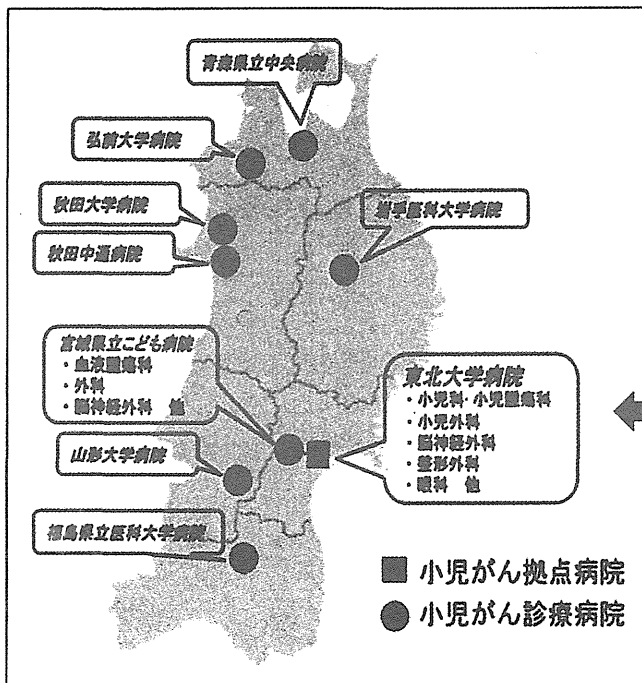 青森県立中央病院
弘前大学病院
秋田大学病院
岩手医科大学病院
秋田中通病院
宮城県立こども病院
・血液腫瘍科
・外科
・脳神経外科 他
東北大学病院
・小児科・小児腫瘍科
・小児外科
・脳神経外科
・整形外科
・眼科 他
山形大学病院
福島県立医科大学病院
小児がん拠点病院
小児がん診療病院